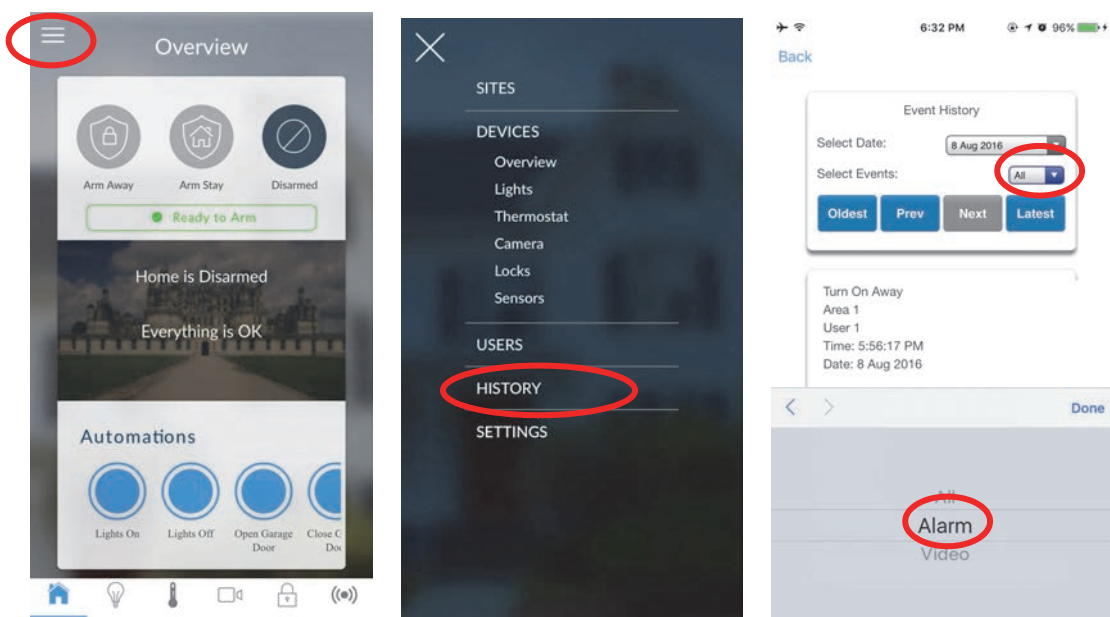 Overview
Arm Away
Arm Stay
Disarmed
Ready to Arm
Home is Disarmed
Everything is OK
Automations
Lights On
Lights Off
Open Garage
Door
Close
SITES
DEVICES
Overview
Lights
Thermostat
Camera
Locks
Sensors
USERS
HISTORY
SETTINGS
6:32 PM
96%
Back
Event History
Select Date:
8 Aug 2016
Select Events:
All
Oldest
Prev
Next
Latest
Turn On Away
Area 1
User 1
Time: 5:56:17 PM
Date: 8 Aug 2016
Done
All
Alarm
Video